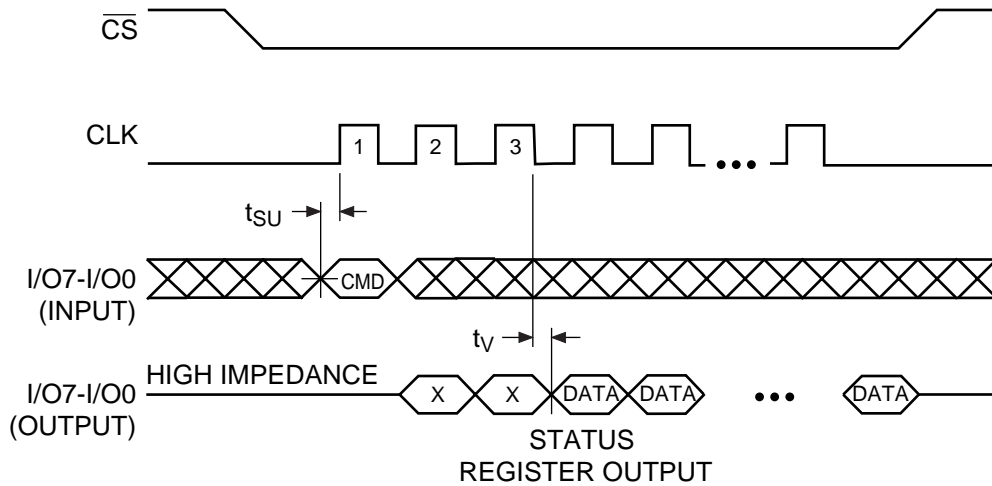 CS
CLK
1 2 3
tSU
I/O7-I/O0
(INPUT)
CMD
tV
I/O7-I/O0
(OUTPUT)
HIGH IMPEDANCE
X X DATA DATA DATA
STATUS
REGISTER OUTPUT